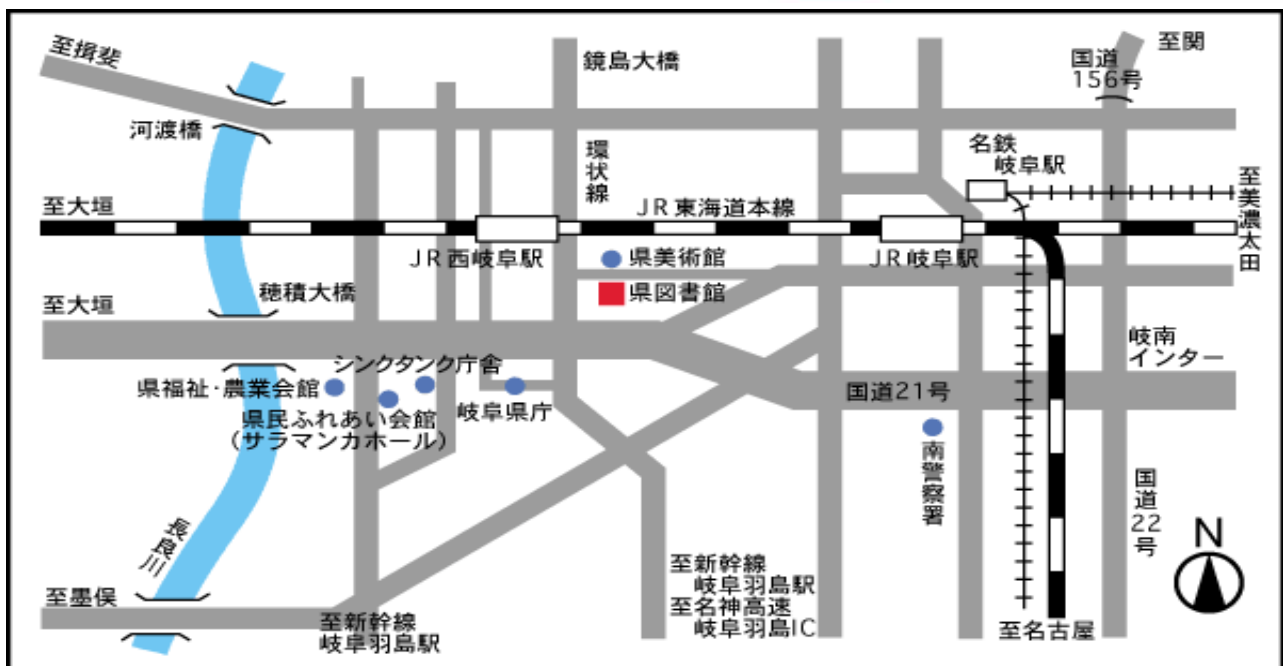 至揖斐
鏡島大橋
国道
156号
至関
河渡橋
環状線
名鉄
岐阜駅
至美濃太田
至大垣
JR東海道本線
JR西岐阜駅
県美術館
JR岐阜駅
県図書館
至大垣
穂積大橋
岐南
インター
シンクタンク庁舎
県福祉・農業会館
県民ふれあい会館
(サラマンカホール)
岐阜県庁
国道21号
南警察署
国道22号
長良川
N
至墨俣
至新幹線
岐阜羽島駅
至新幹線
岐阜羽島駅
至名神高速
岐阜羽島IC
至名古屋